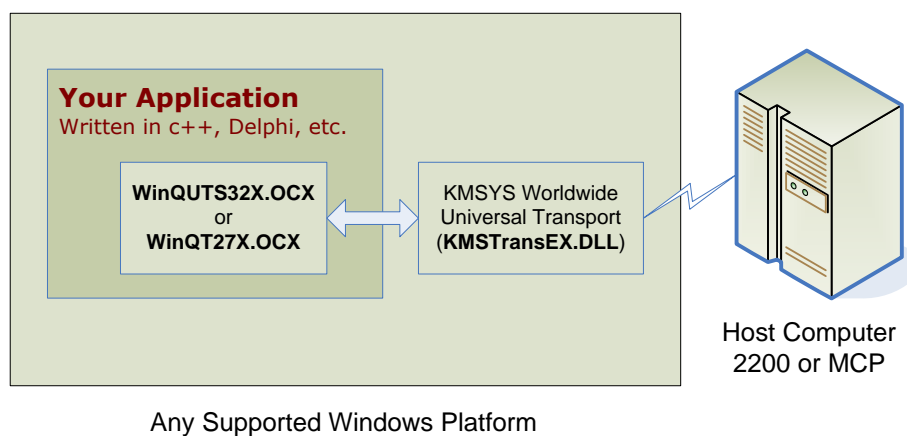 Your Application
Written in c++, Delphi, etc.
WinQUTS32X.OCX
or
WinQT27X.OCX
KMSYS Worldwide
Universal Transport
(KMSTransEX.DLL)
Host Computer
2200 or MCP
Any Supported Windows Platform